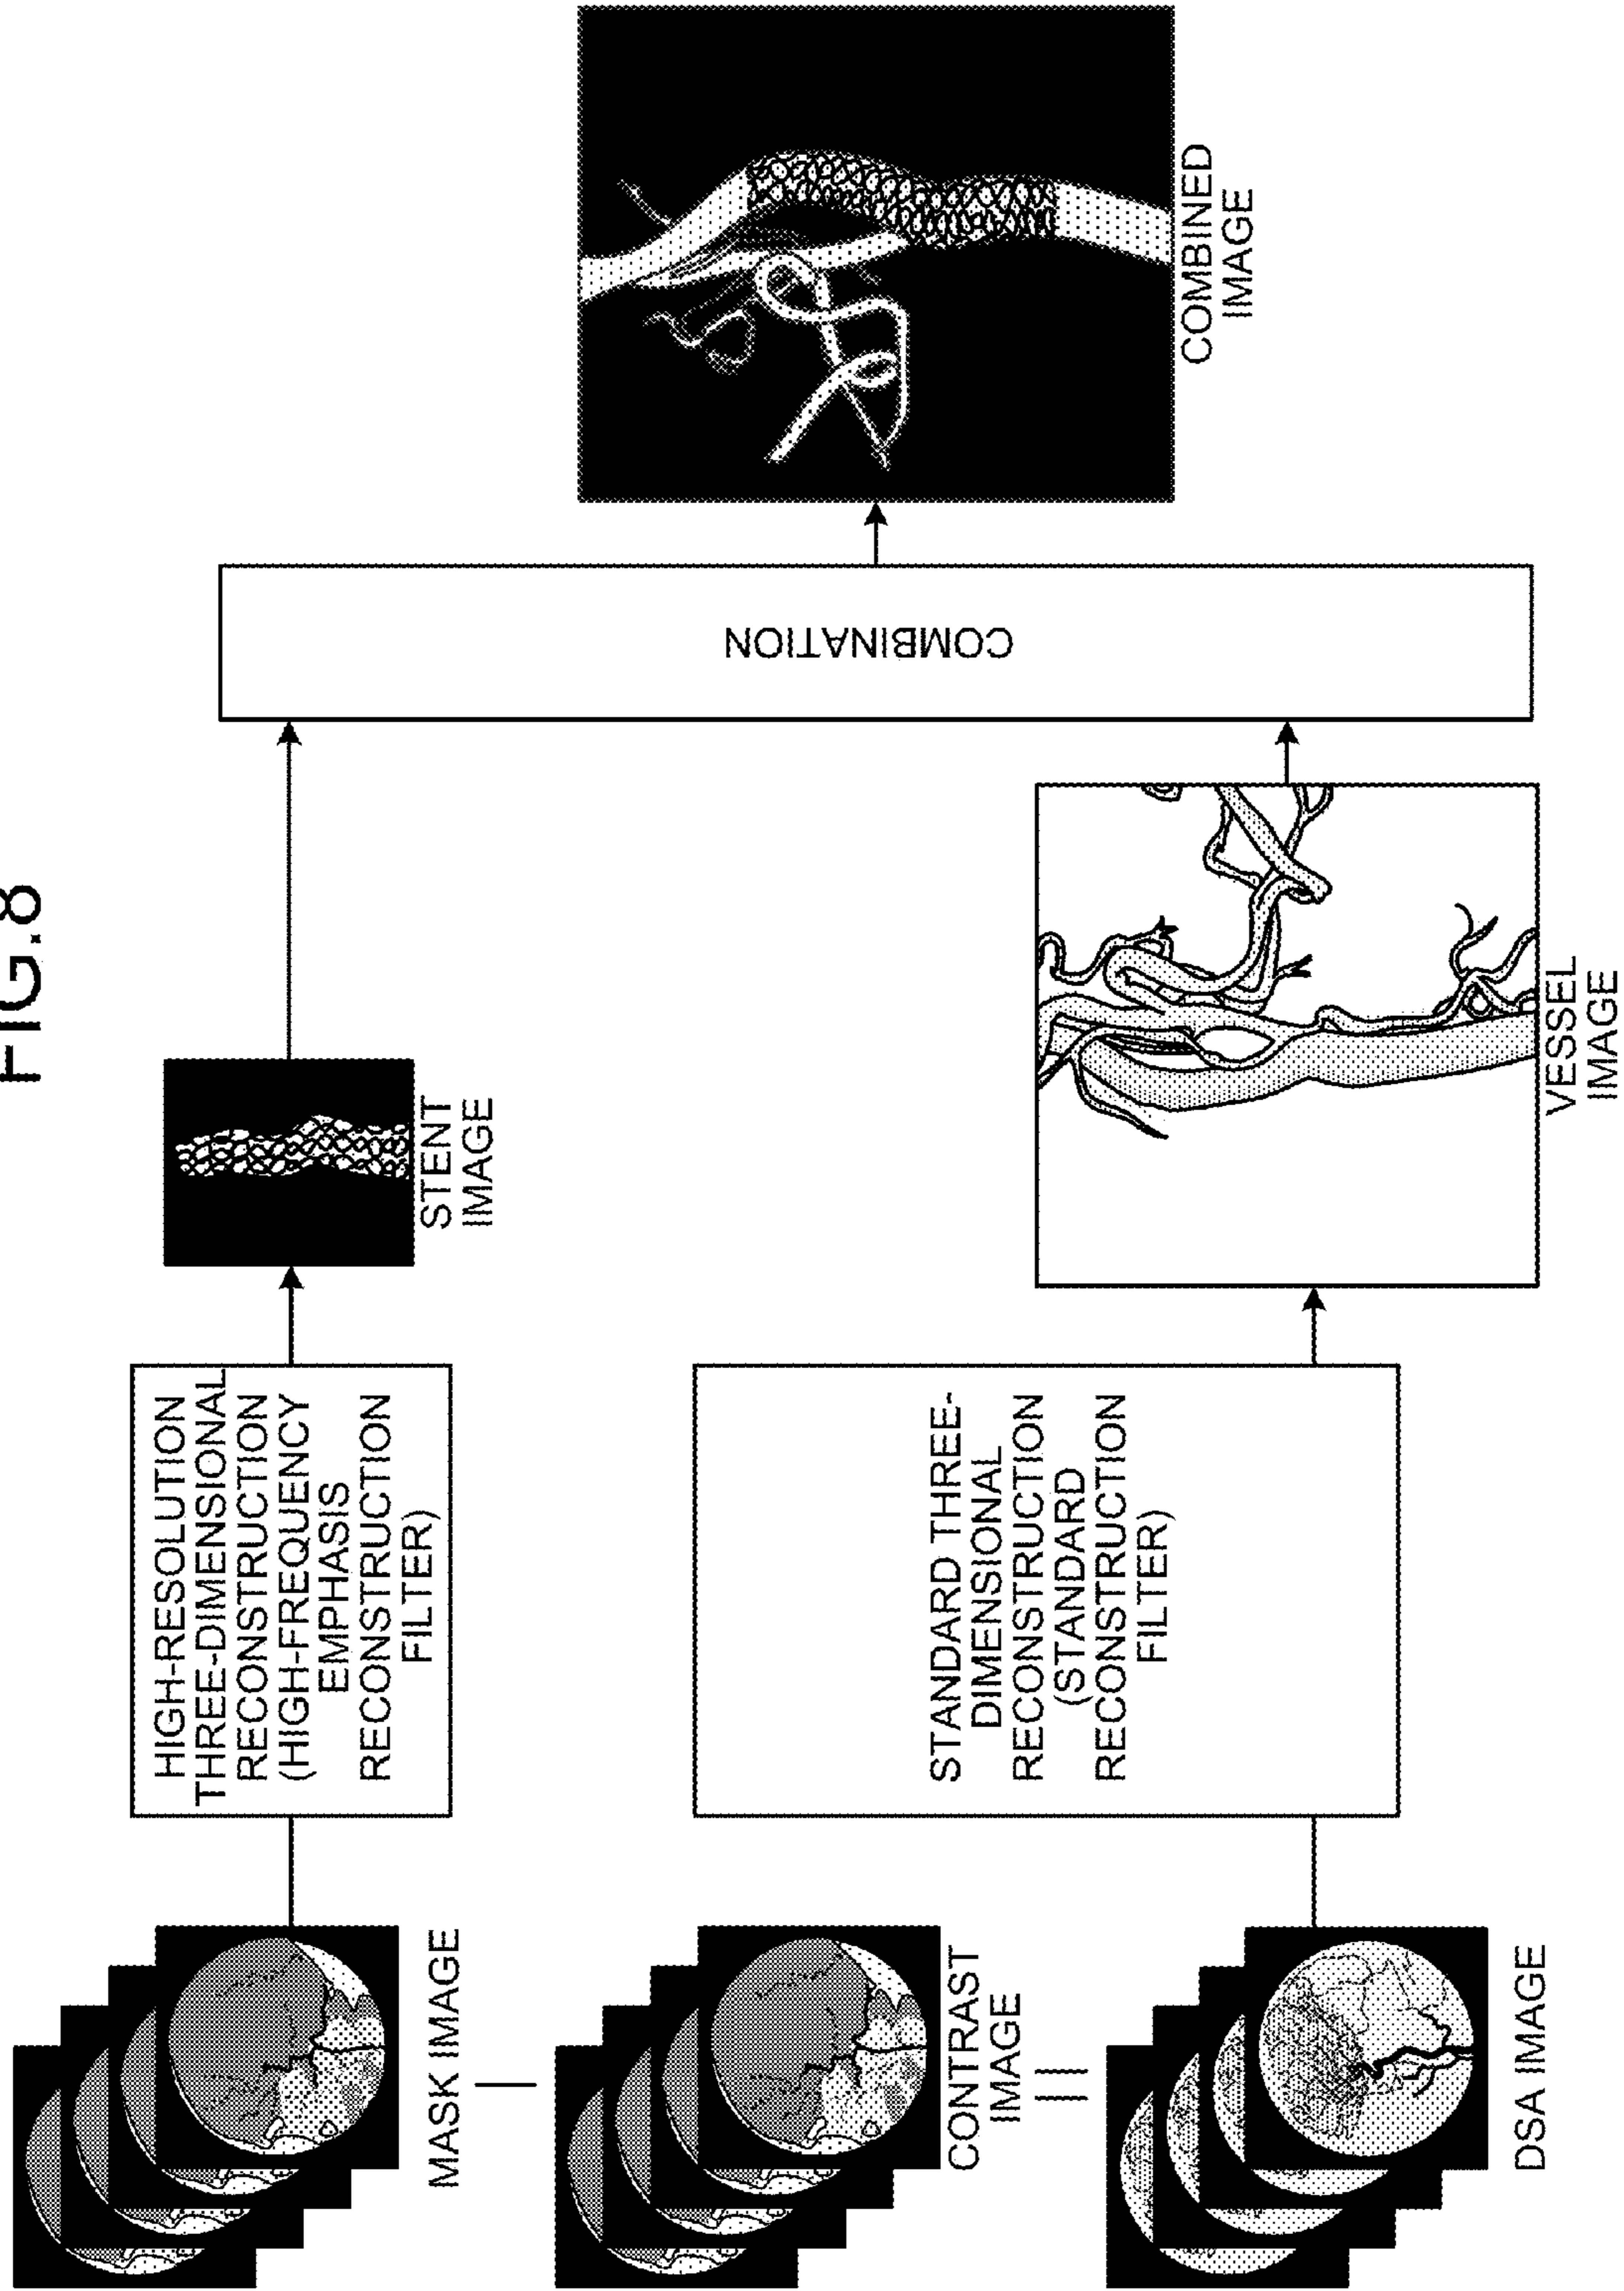 FIG.8
MASK IMAGE
—
CONTRAST
IMAGE
=
DSA IMAGE
HIGH-RESOLUTION
THREE-DIMENSIONAL
RECONSTRUCTION
(HIGH-FREQUENCY
EMPHASIS
RECONSTRUCTION
FILTER)
STANDARD THREE-
DIMENSIONAL
RECONSTRUCTION
(STANDARD
RECONSTRUCTION
FILTER)
STENT
IMAGE
VESSEL
IMAGE
COMBINATION
COMBINED
IMAGE